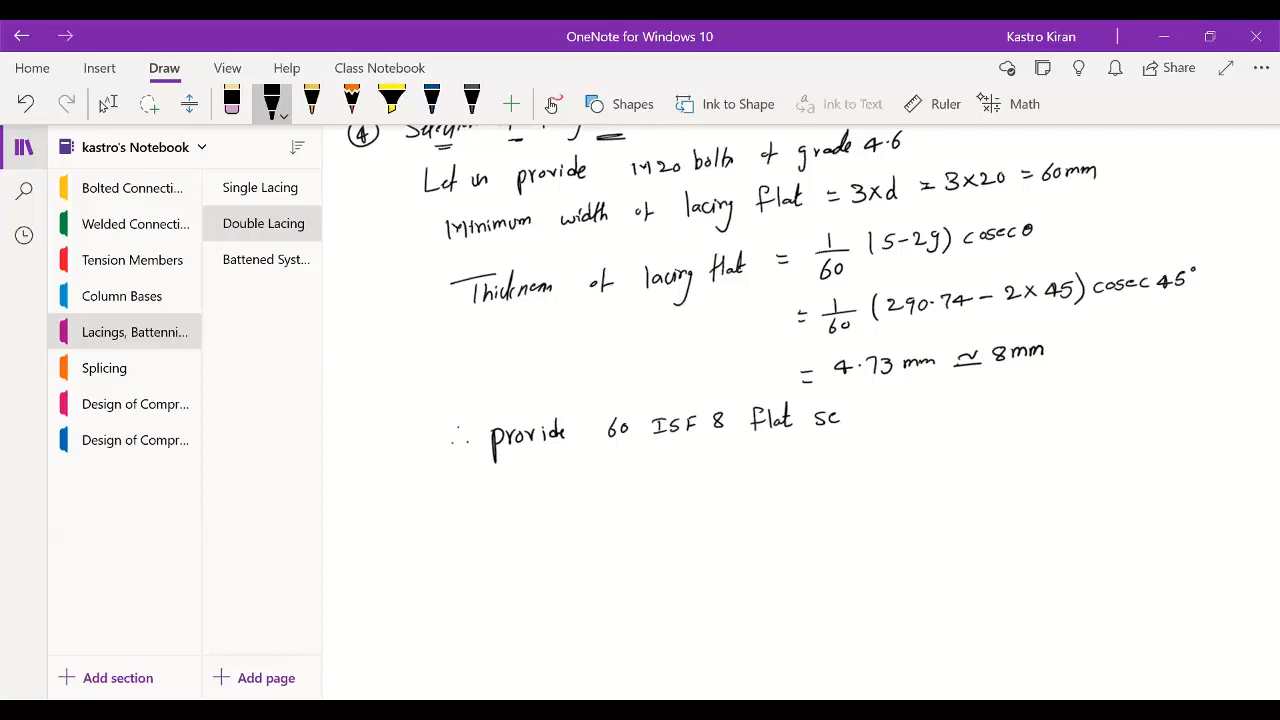 OneNote for Windows 10
Kastro Kiran
Home Insert Draw View Help Class Notebook
Share
Shapes Ink to Shape Ink to Text Ruler Math
kastro's Notebook
Bolted Connecti...
Welded Connecti...
Tension Members
Column Bases
Lacings, Battenni...
Splicing
Design of Compr...
Design of Compr...
Add section
Single Lacing
Double Lacing
Battened Syst...
Add page
④
Let us provide M20 bolts of grade 4.6
Minimum width of lacing flat = 3×d = 3×20 = 60mm
Thickness of lacing flat = 1/60 (S-2g) cosec θ
= 1/60 (290.74 - 2×45) cosec 45°
= 4.73 mm ≃ 8mm
∴ provide 60 ISF 8 flat se